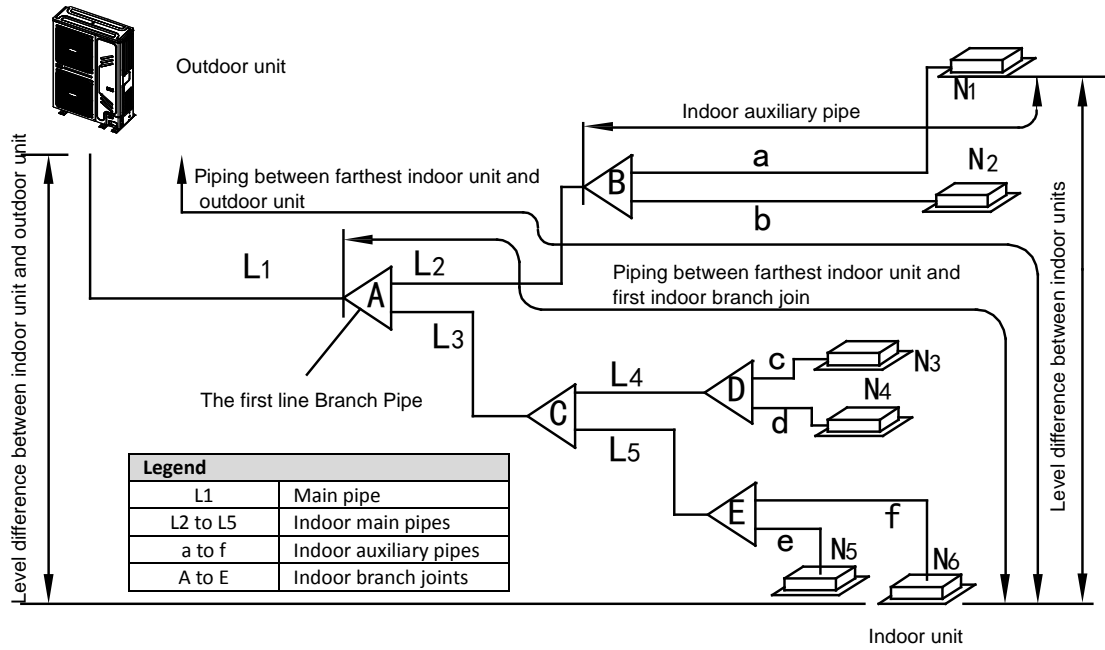 Outdoor unit
N1
Indoor auxiliary pipe
a
N2
B
Piping between farthest indoor unit and
outdoor unit
b
L1
L2
A
Piping between farthest indoor unit and
first indoor branch join
L3
c
N3
L4
D
N4
The first line Branch Pipe
C
d
L5
Legend
L1 Main pipe
L2 to L5 Indoor main pipes
a to f Indoor auxiliary pipes
A to E Indoor branch joints
E
f
e
N5
N6
Indoor unit
Level difference between indoor unit and outdoor unit
Level difference between indoor units